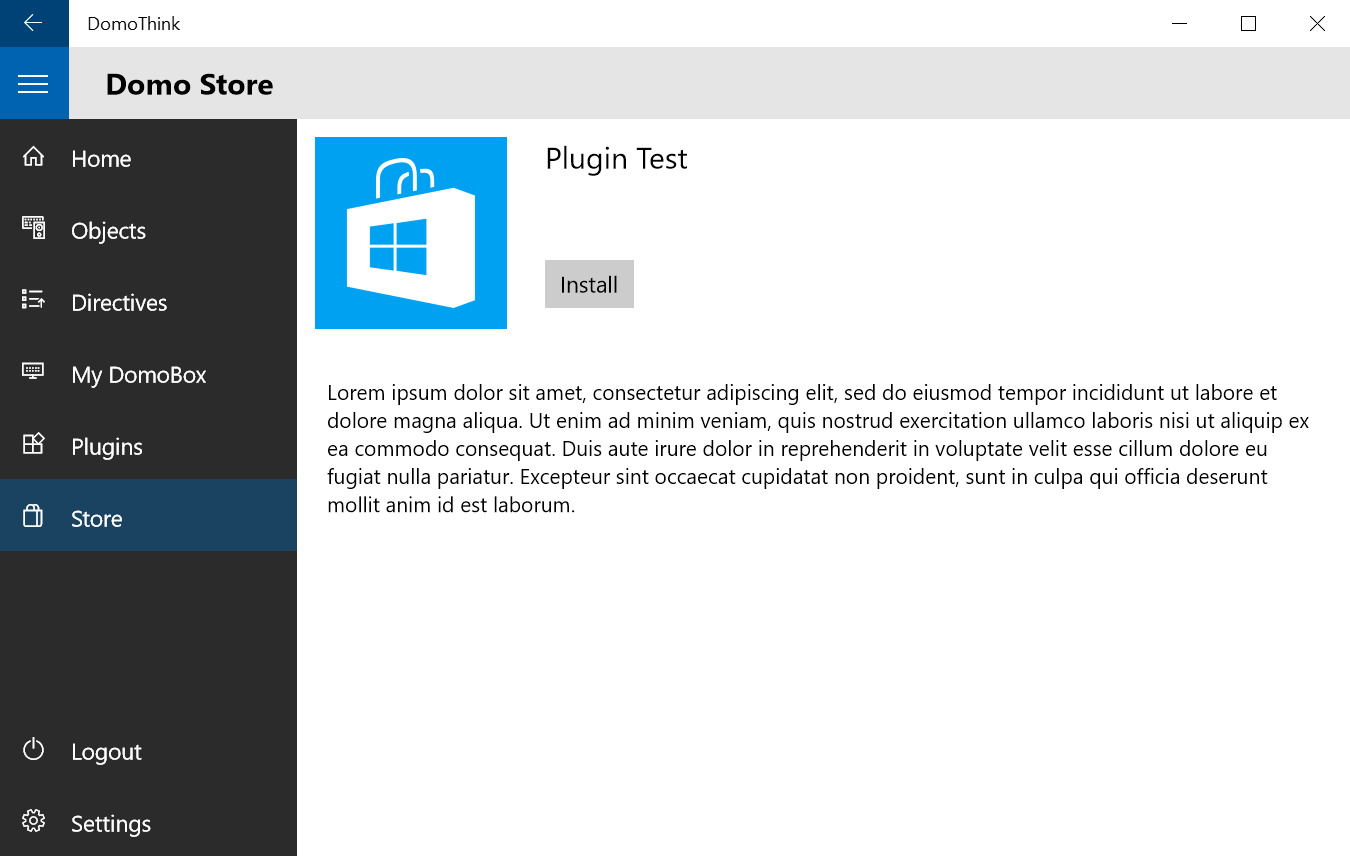 DomoThink
Domo Store
Home
Objects
Directives
My DomoBox
Plugins
Store
Logout
Settings
Plugin Test
Install
Lorem ipsum dolor sit amet, consectetur adipiscing elit, sed do eiusmod tempor incididunt ut labore et
dolore magna aliqua. Ut enim ad minim veniam, quis nostrud exercitation ullamco laboris nisi ut aliquip ex
ea commodo consequat. Duis aute irure dolor in reprehenderit in voluptate velit esse cillum dolore eu
fugiat nulla pariatur. Excepteur sint occaecat cupidatat non proident, sunt in culpa qui officia deserunt
mollit anim id est laborum.